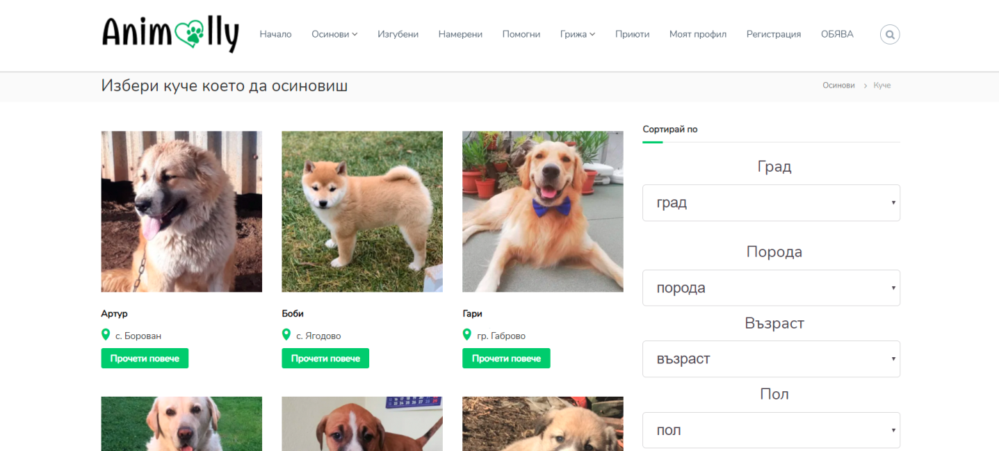 Animolly
Начало Осинови Изгубени Намерени Помогни Грижа Приюти Моят профил Регистрация ОБЯВА
Избери куче което да осиновиш
Осинови > Куче
Сортирай по
Град
град
Порода
порода
Възраст
възраст
Пол
пол
Артур
с. Борован
Прочети повече
Боби
с. Ягодово
Прочети повече
Гари
гр. Габрово
Прочети повече